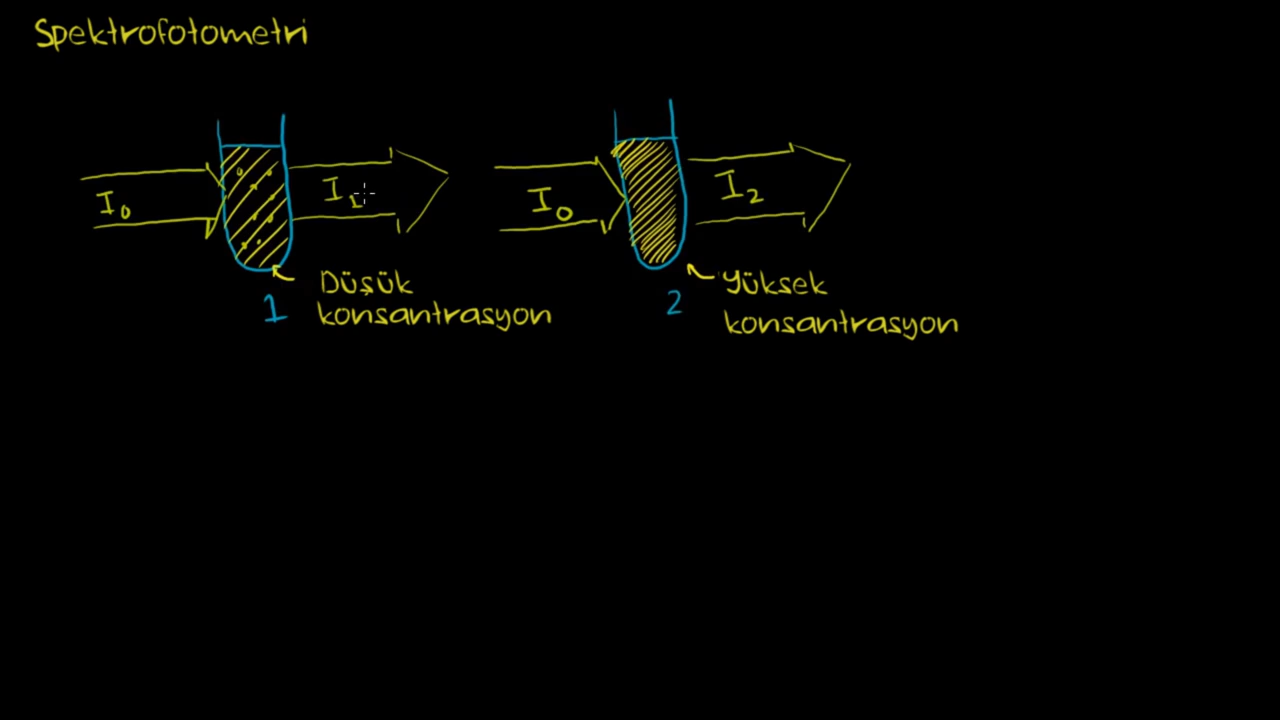 Spektrofotometri
I₀ I₁ I₀ I₂
1 Düşük
konsantrasyon
2 yüksek
konsantrasyon